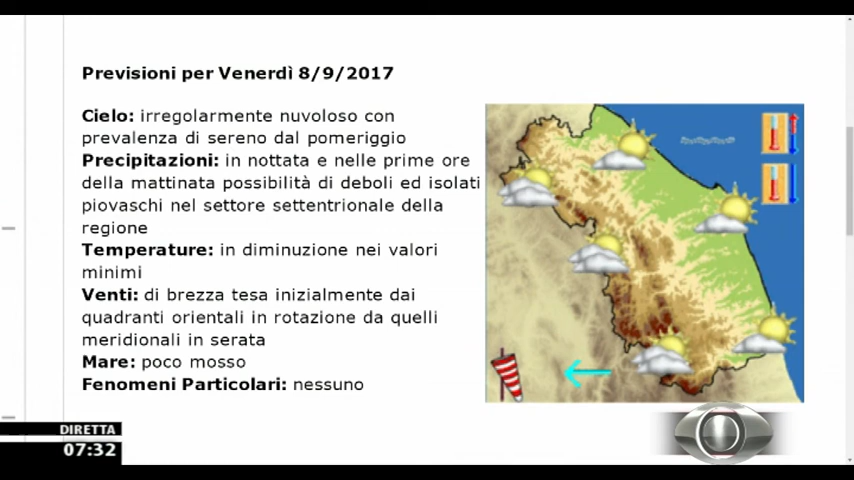 Previsioni per Venerdì 8/9/2017
Cielo: irregolarmente nuvoloso con
prevalenza di sereno dal pomeriggio
Precipitazioni: in nottata e nelle prime ore
della mattinata possibilità di deboli ed isolati
piovaschi nel settore settentrionale della
regione
Temperature: in diminuzione nei valori
minimi
Venti: di brezza tesa inizialmente dai
quadranti orientali in rotazione da quelli
meridionali in serata
Mare: poco mosso
Fenomeni Particolari: nessuno
DIRETTA
07:32